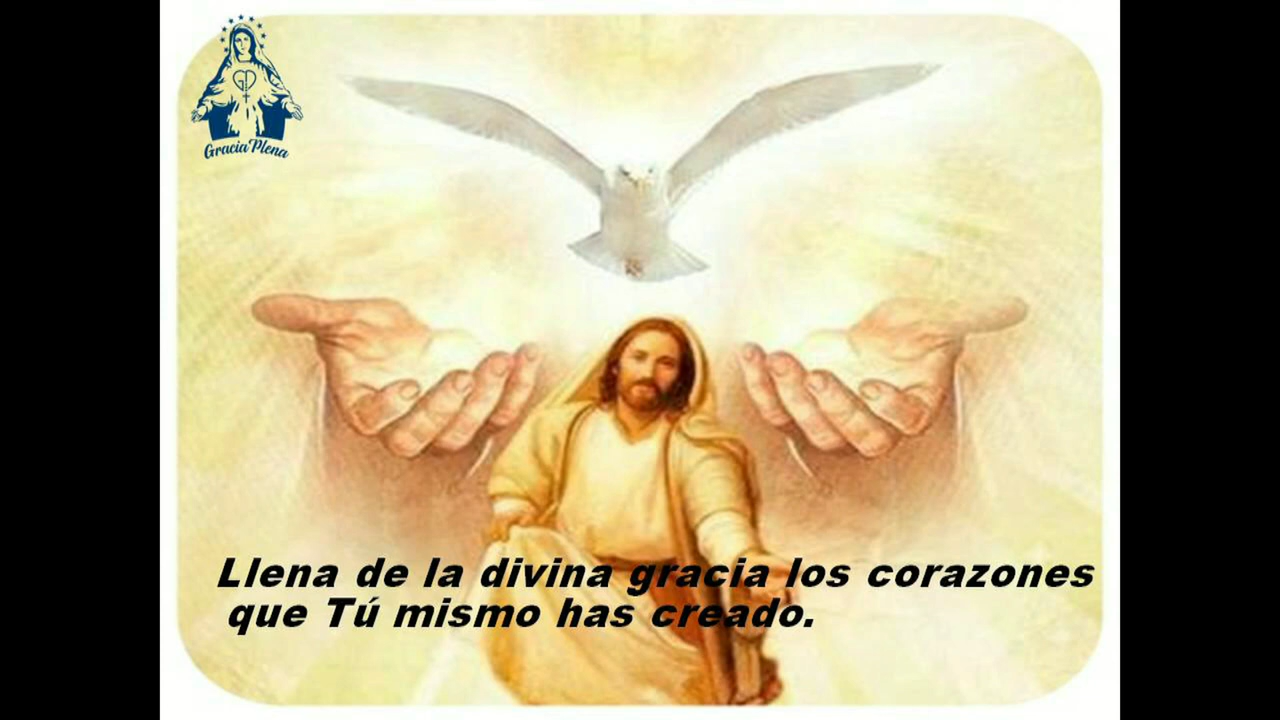 Gracia Plena
Llena de la divina gracia los corazones
que Tú mismo has creado.